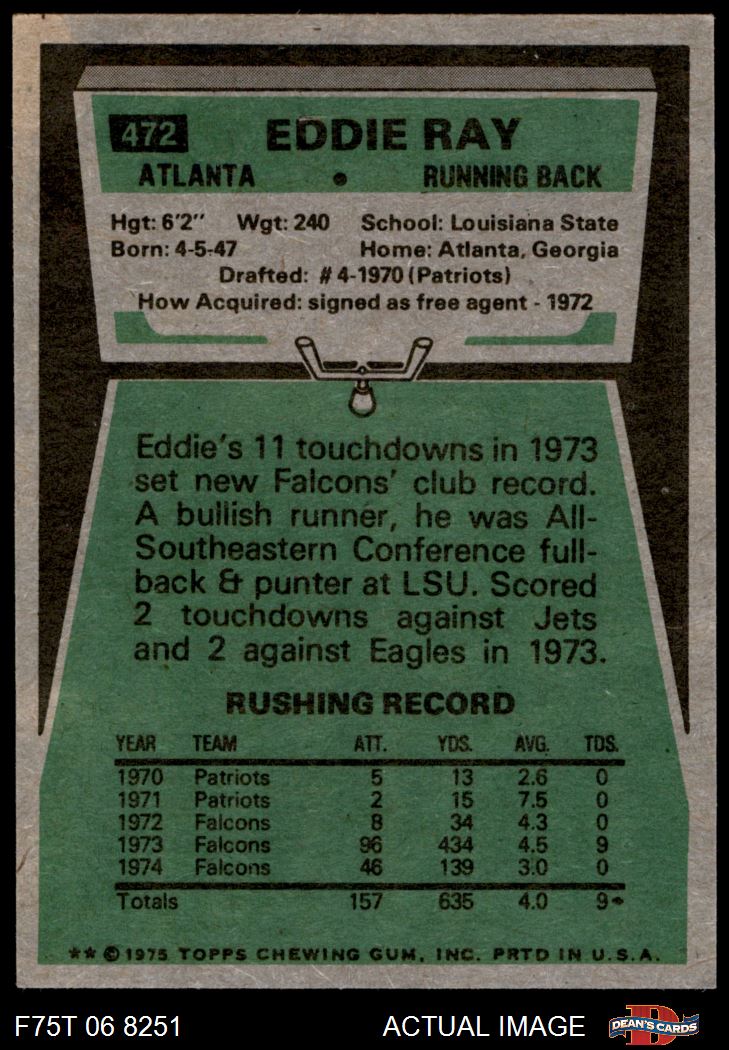 472 EDDIE RAY
ATLANTA • RUNNING BACK
Hgt: 6'2" Wgt: 240 School: Louisiana State
Born: 4-5-47 Home: Atlanta, Georgia
Drafted: #4-1970 (Patriots)
How Acquired: signed as free agent - 1972
Eddie's 11 touchdowns in 1973
set new Falcons' club record.
A bullish runner, he was All-
Southeastern Conference full-
back & punter at LSU. Scored
2 touchdowns against Jets
and 2 against Eagles in 1973.
RUSHING RECORD
YEAR TEAM ATT. YDS. AVG. TDS.
1970 Patriots 5 13 2.6 0
1971 Patriots 2 15 7.5 0
1972 Falcons 8 34 4.3 0
1973 Falcons 96 434 4.5 9
1974 Falcons 46 139 3.0 0
Totals 157 635 4.0 9
** © 1975 TOPPS CHEWING GUM, INC. PRTD IN U.S.A.
F75T 06 8251 ACTUAL IMAGE DEAN'S CARDS